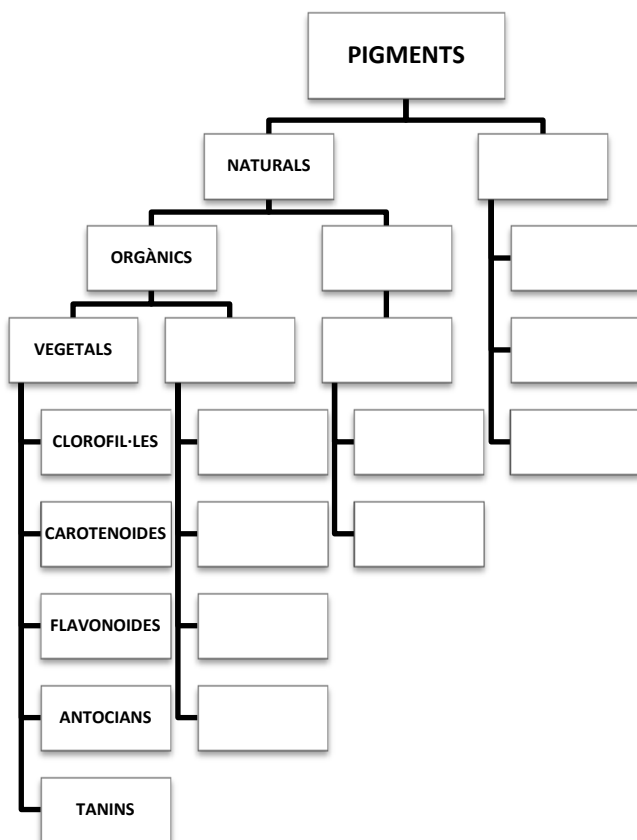 PIGMENTS
NATURALS
ORGÀNICS
VEGETALS
CLOROFIL·LES
CAROTENOIDES
FLAVONOIDES
ANTOCIANS
TANINS